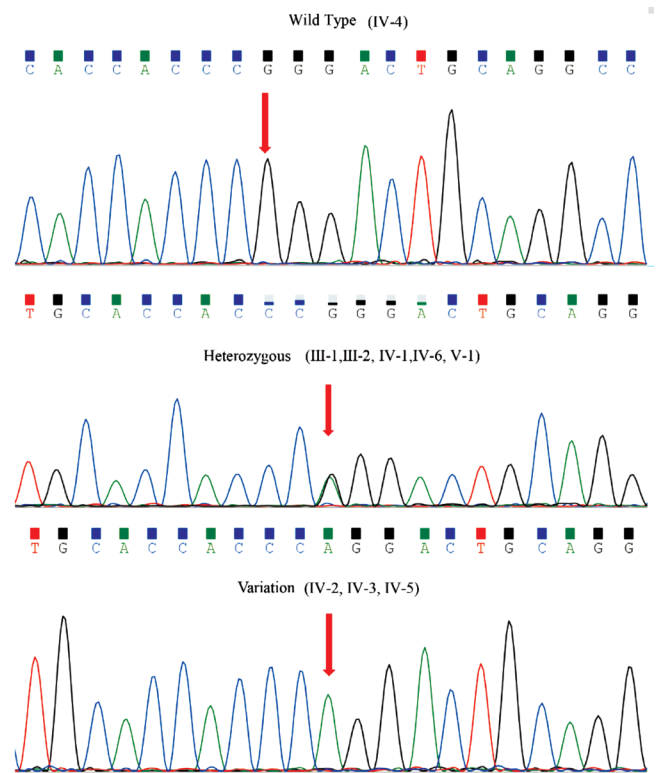 Wild Type (IV-4)
C A C C A C C C G G G A C T G C A G G C C
T G C A C C A C C C G G G A C T G C A G G
Heterozygous (III-1,III-2, IV-1,IV-6, V-1)
T G C A C C A C C C A G G A C T G C A G G
Variation (IV-2, IV-3, IV-5)